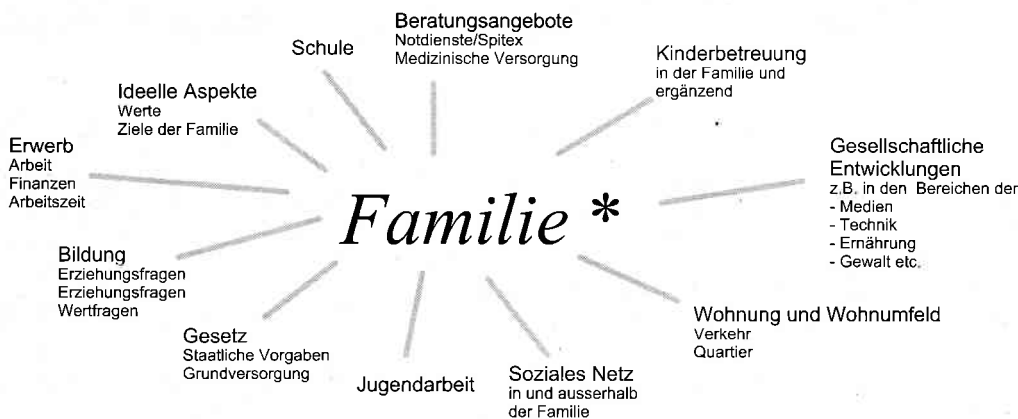 Beratungsangebote
Notdienste/Spitex
Medizinische Versorgung
Schule
Kinderbetreuung
in der Familie und
ergänzend
Ideelle Aspekte
Werte
Ziele der Familie
Erwerb
Arbeit
Finanzen
Arbeitszeit
Gesellschaftliche
Entwicklungen
z.B. in den Bereichen der
- Medien
- Technik
- Ernährung
- Gewalt etc.
Familie *
Bildung
Erziehungsfragen
Erziehungsfragen
Wertfragen
Gesetz
Staatliche Vorgaben
Grundversorgung
Jugendarbeit
Soziales Netz
in und ausserhalb
der Familie
Wohnung und Wohnumfeld
Verkehr
Quartier